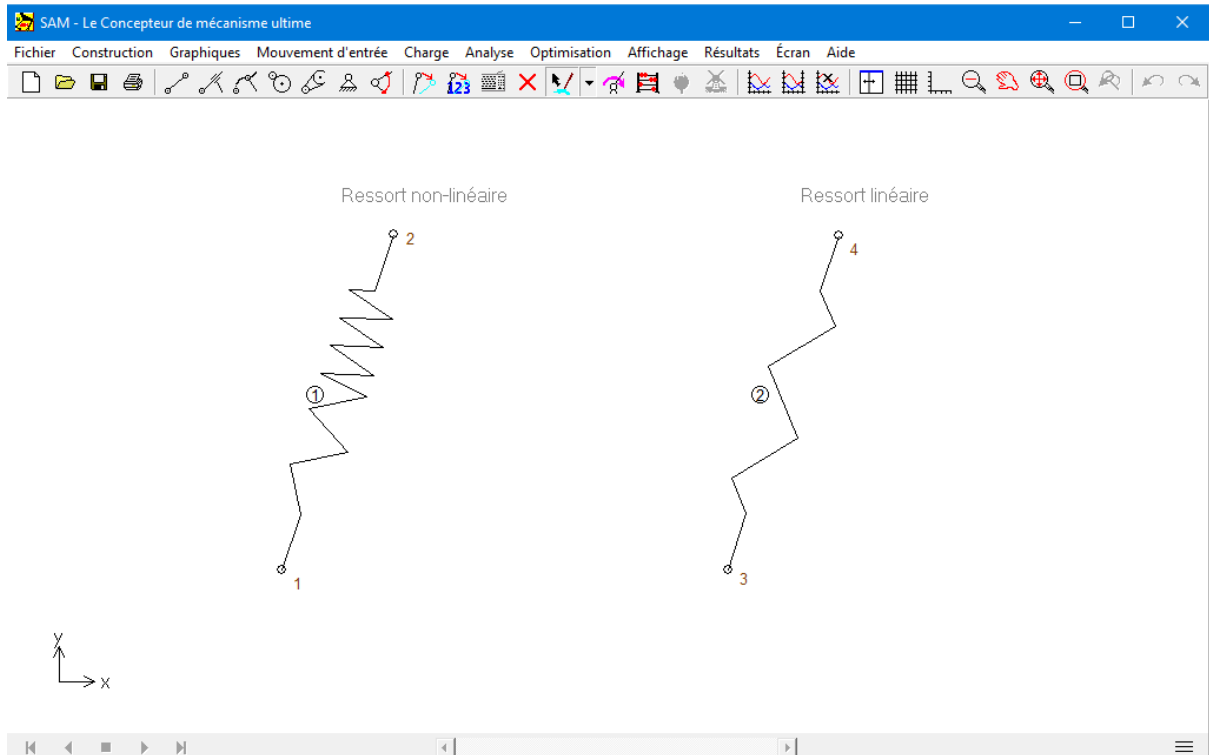 SAM - Le Concepteur de mécanisme ultime
Fichier Construction Graphiques Mouvement d'entrée Charge Analyse Optimisation Affichage Résultats Écran Aide
123
Ressort non-linéaire Ressort linéaire
2 4
1 2
1 3
y
x